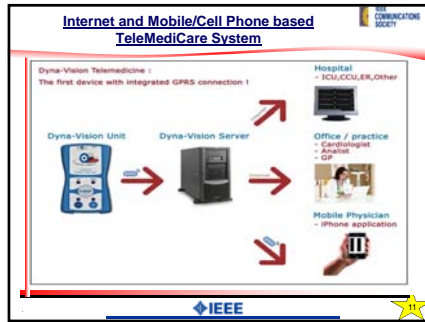 Internet and Mobile/Cell Phone based
TeleMediCare System
IEEE COMMUNICATIONS
SOCIETY
Dyna-Vision Telemedicine :
The first device with integrated GPRS connection !
Hospital
- ICU,CCU,ER,Other
Dyna-Vision Unit
Dyna-Vision Server
Office / practice
- Cardiologist
- Analist
- GP
Mobile Physician
- iPhone application
IEEE
11